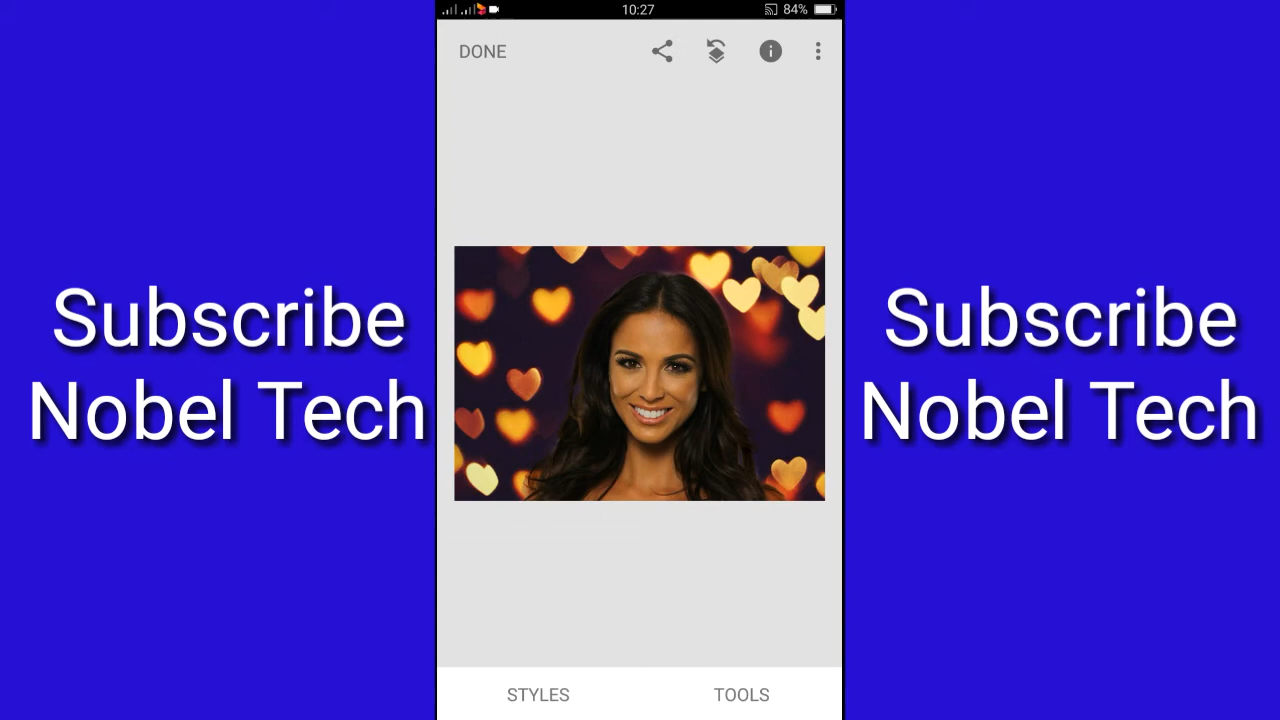 10:27
84%
DONE
Subscribe
Nobel Tech
Subscribe
Nobel Tech
STYLES
TOOLS